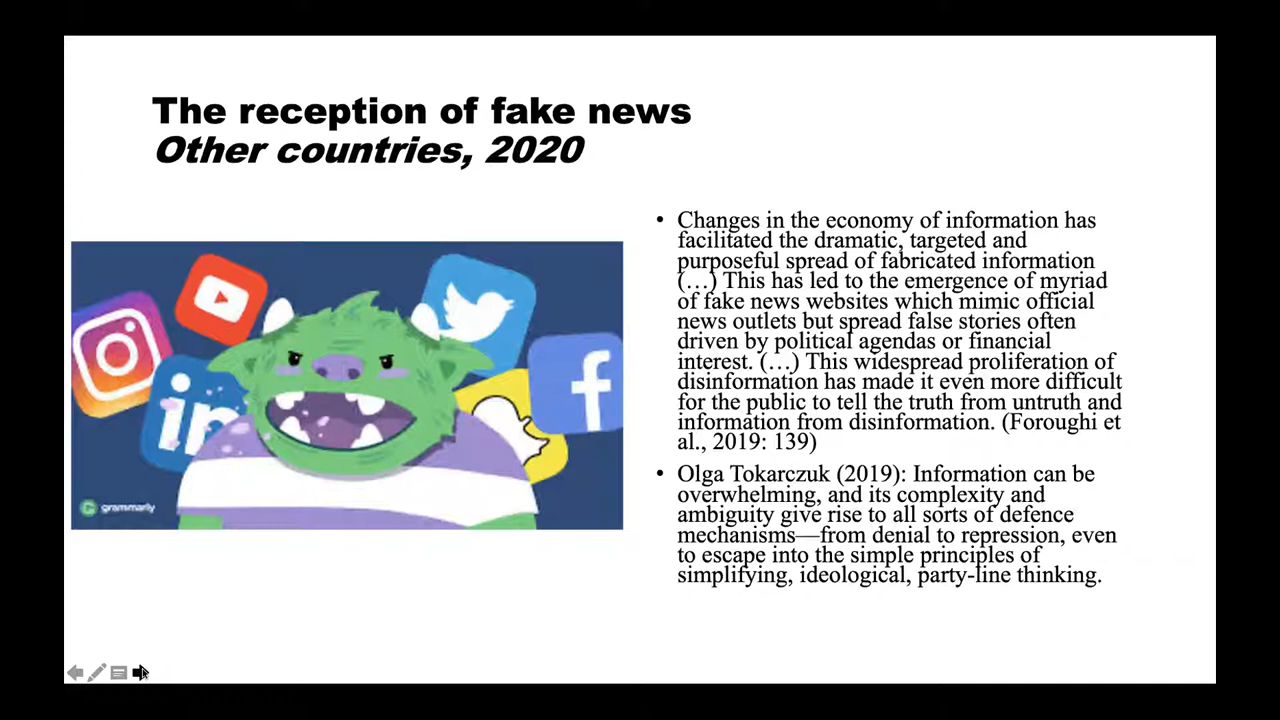 The reception of fake news
Other countries, 2020
• Changes in the economy of information has
facilitated the dramatic, targeted and
purposeful spread of fabricated information
(…) This has led to the emergence of myriad
of fake news websites which mimic official
news outlets but spread false stories often
driven by political agendas or financial
interest. (…) This widespread proliferation of
disinformation has made it even more difficult
for the public to tell the truth from untruth and
information from disinformation. (Foroughi et
al., 2019: 139)
• Olga Tokarczuk (2019): Information can be
overwhelming, and its complexity and
ambiguity give rise to all sorts of defence
mechanisms—from denial to repression, even
to escape into the simple principles of
simplifying, ideological, party-line thinking.
in
f
G grammarly